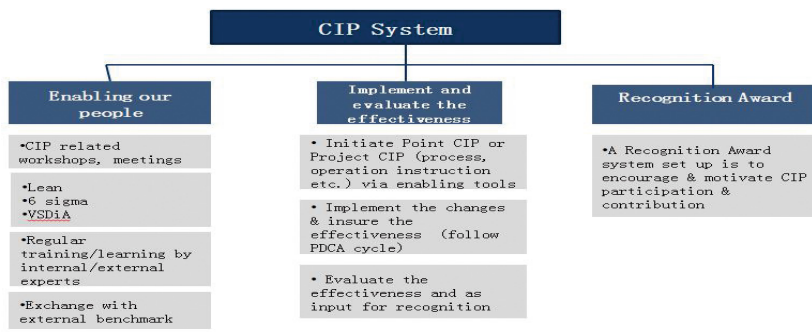 CIP System
Enabling our
people
•CIP related
workshops, meetings
•Lean
•6 sigma
•VSDiA
•Regular
training/learning by
internal/external
experts
•Exchange with
external benchmark
Implement and
evaluate the
effectiveness
• Initiate Point CIP or
Project CIP (process,
operation instruction
etc.) via enabling tools
• Implement the changes
& insure the
effectiveness (follow
PDCA cycle)
• Evaluate the
effectiveness and as
input for recognition
Recognition Award
•A Recognition Award
system set up is to
encourage & motivate CIP
participation &
contribution